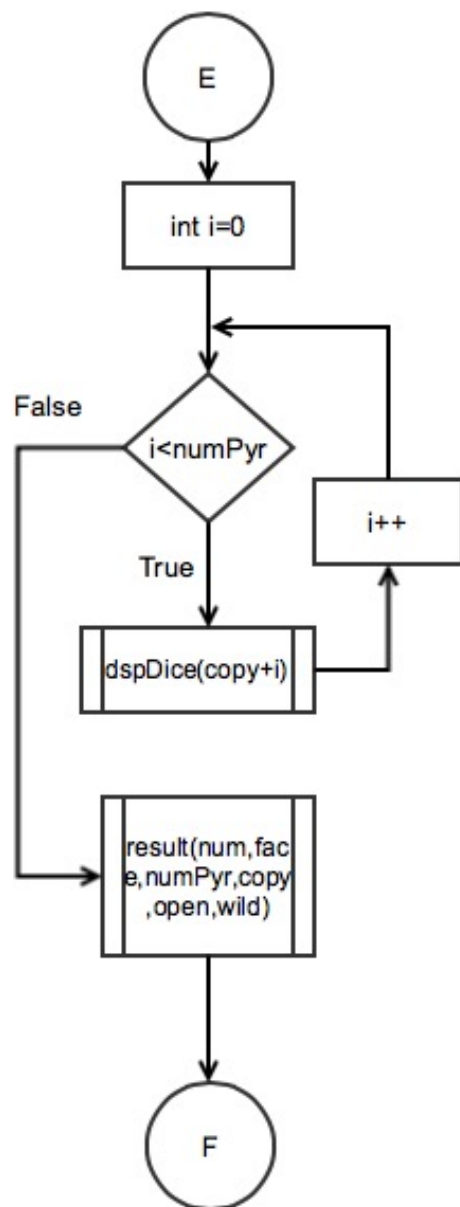 E
int i=0
False
i<numPyr
i++
True
dspDice(copy+i)
result(num,fac
e,numPyr,copy
,open,wild)
F